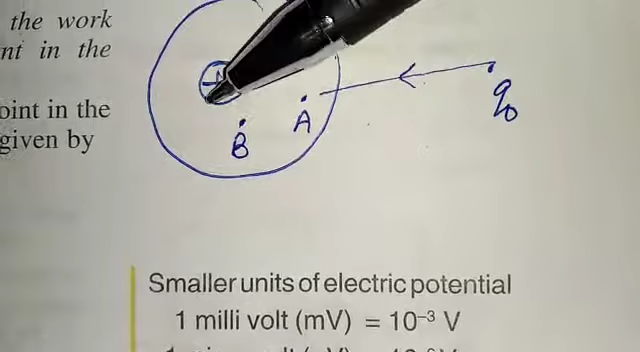 the work
nt in the
oint in the
given by
A
B
q₀
Smaller units of electric potential
1 milli volt (mV) = 10⁻³ V